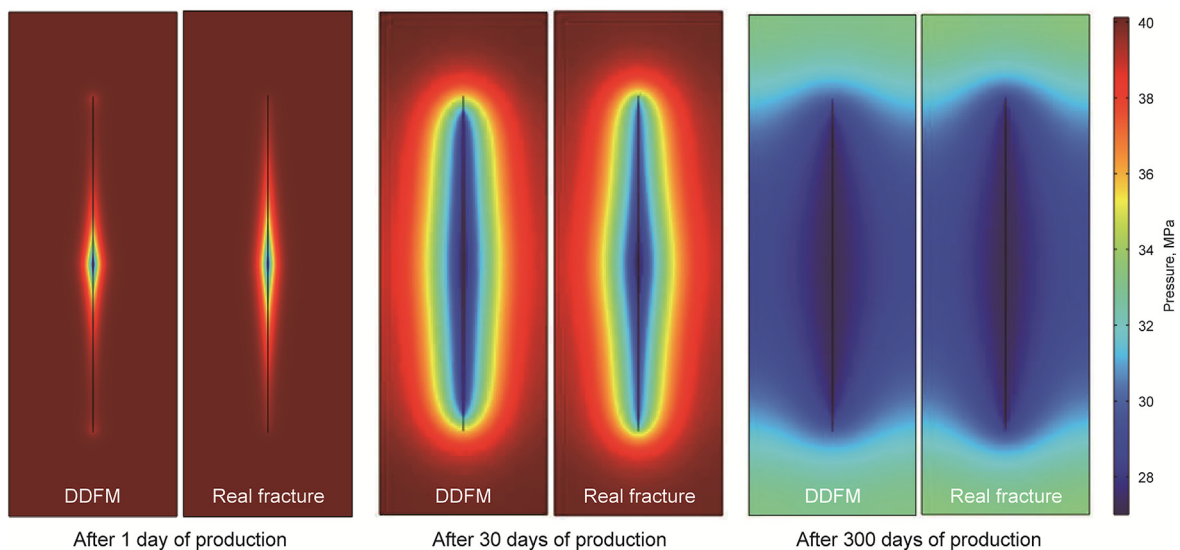 DDFM
Real fracture
After 1 day of production
DDFM
Real fracture
After 30 days of production
DDFM
Real fracture
After 300 days of production
40
38
36
34
32
30
28
Pressure, MPa